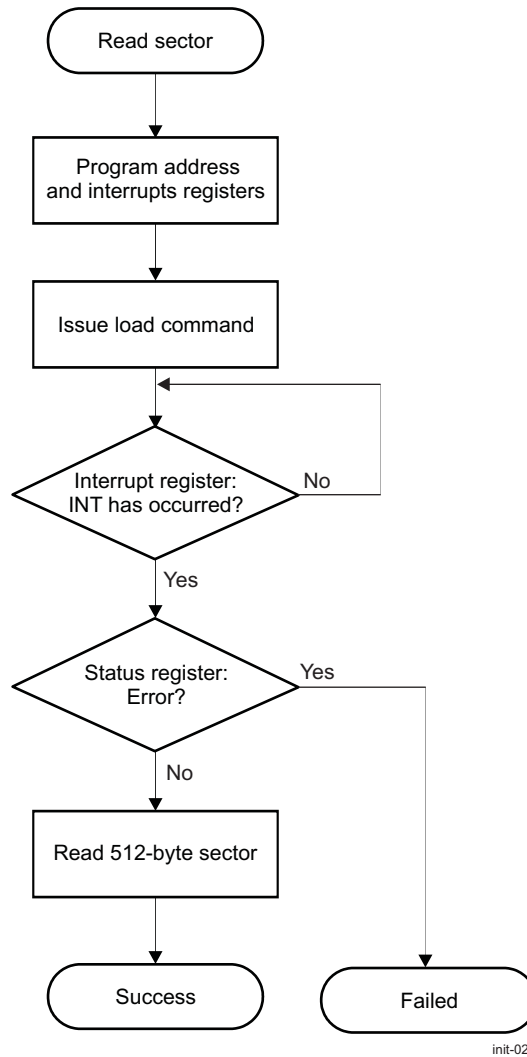 Read sector
Program address
and interrupts registers
Issue load command
Interrupt register:
INT has occurred?
No
Yes
Status register:
Error?
Yes
No
Read 512-byte sector
Success
Failed
init-02